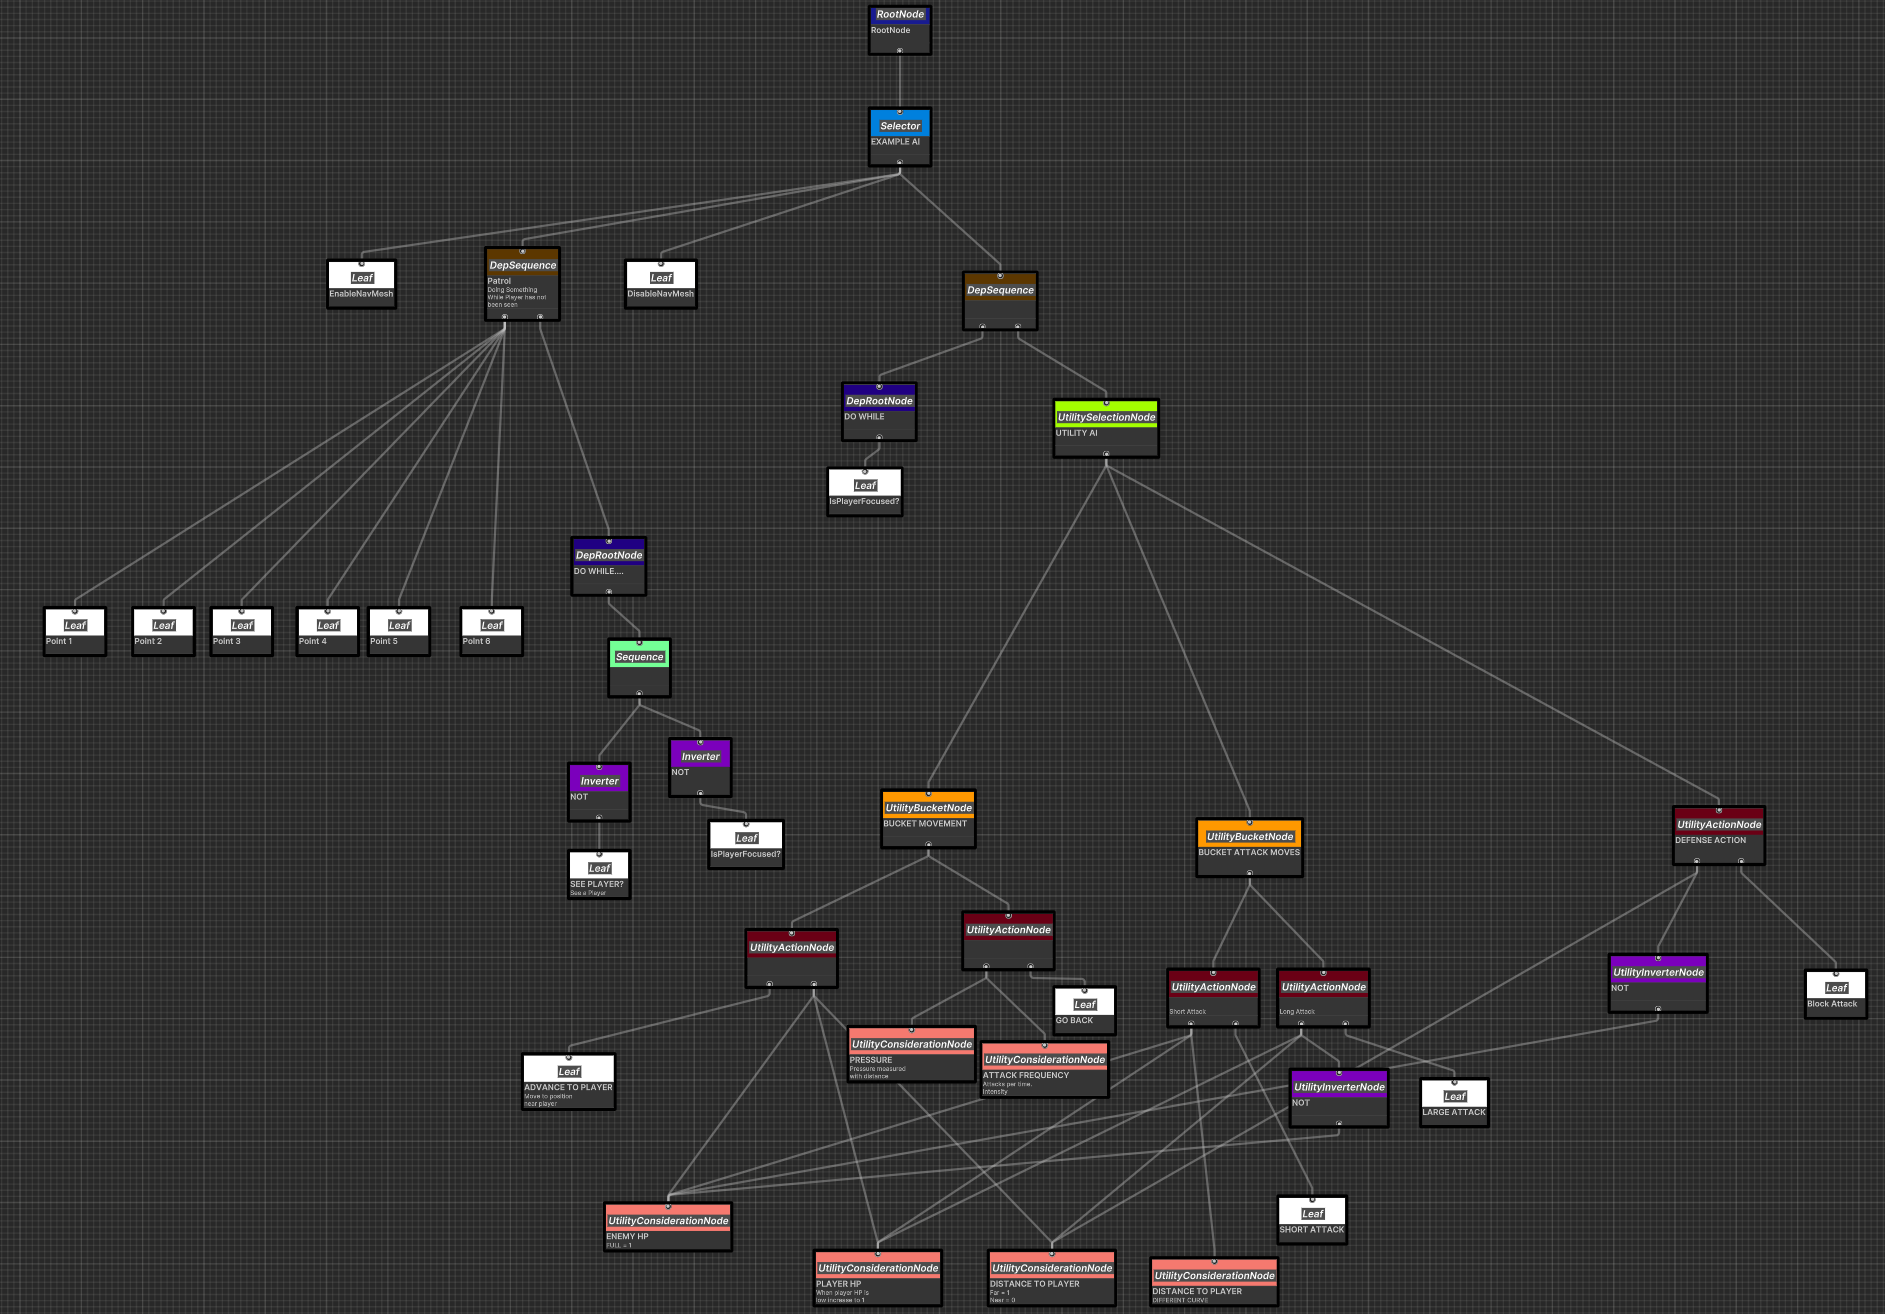 RootNode
RootNode
Selector
EXAMPLE AI
Leaf
EnableNavMesh
DepSequence
Patrol
Doing Something
While Player has not
been seen
Leaf
DisableNavMesh
DepSequence
DepRootNode
DO WHILE
UtilitySelectionNode
UTILITY AI
Leaf
IsPlayerFocused?
DepRootNode
DO WHILE....
Leaf
Point 1
Leaf
Point 2
Leaf
Point 3
Leaf
Point 4
Leaf
Point 5
Leaf
Point 6
Sequence
Inverter
NOT
Inverter
NOT
Leaf
IsPlayerFocused?
Leaf
SEE PLAYER?
See a Player
UtilityBucketNode
BUCKET MOVEMENT
UtilityBucketNode
BUCKET ATTACK MOVES
UtilityActionNode
DEFENSE ACTION
UtilityActionNode
UtilityActionNode
UtilityActionNode
Short Attack
UtilityActionNode
Long Attack
UtilityInverterNode
NOT
Leaf
Block Attack
Leaf
GO BACK
UtilityConsiderationNode
PRESSURE
Pressure measured
with distance
UtilityConsiderationNode
ATTACK FREQUENCY
Attacks per time.
Intensity
Leaf
ADVANCE TO PLAYER
Move to position
near player
UtilityInverterNode
NOT
Leaf
LARGE ATTACK
Leaf
SHORT ATTACK
UtilityConsiderationNode
ENEMY HP
FULL = 1
UtilityConsiderationNode
PLAYER HP
When player HP is
low increase to 1
UtilityConsiderationNode
DISTANCE TO PLAYER
Far = 1
Near = 0
UtilityConsiderationNode
DISTANCE TO PLAYER
DIFFERENT CURVE